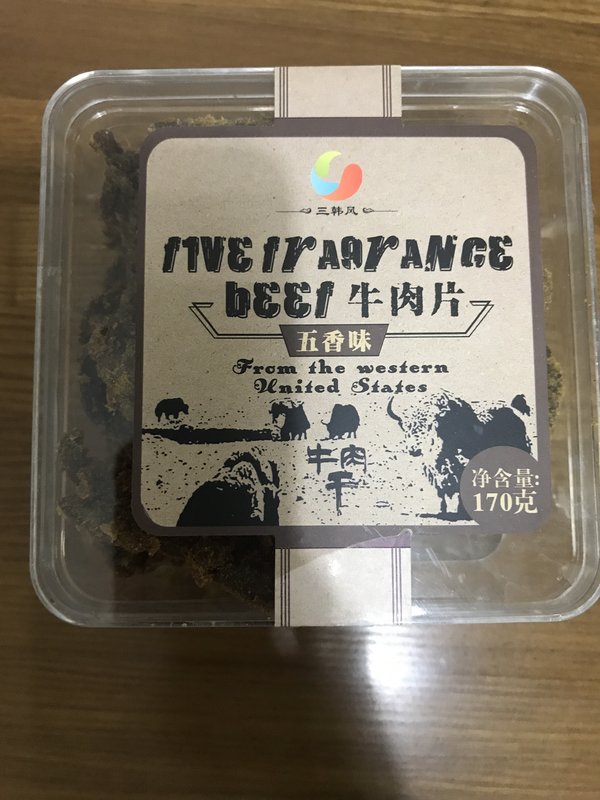 三韩风
fIVE frAgrANCE
bEEf 牛肉片
五香味
From the western
United States
牛肉
干
净含量:
170克